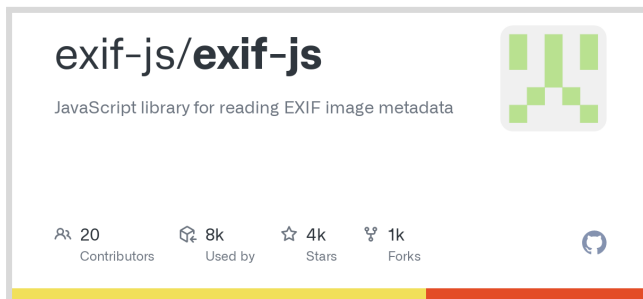 exif-js/exif-js
JavaScript library for reading EXIF image metadata
20
Contributors
8k
Used by
4k
Stars
1k
Forks